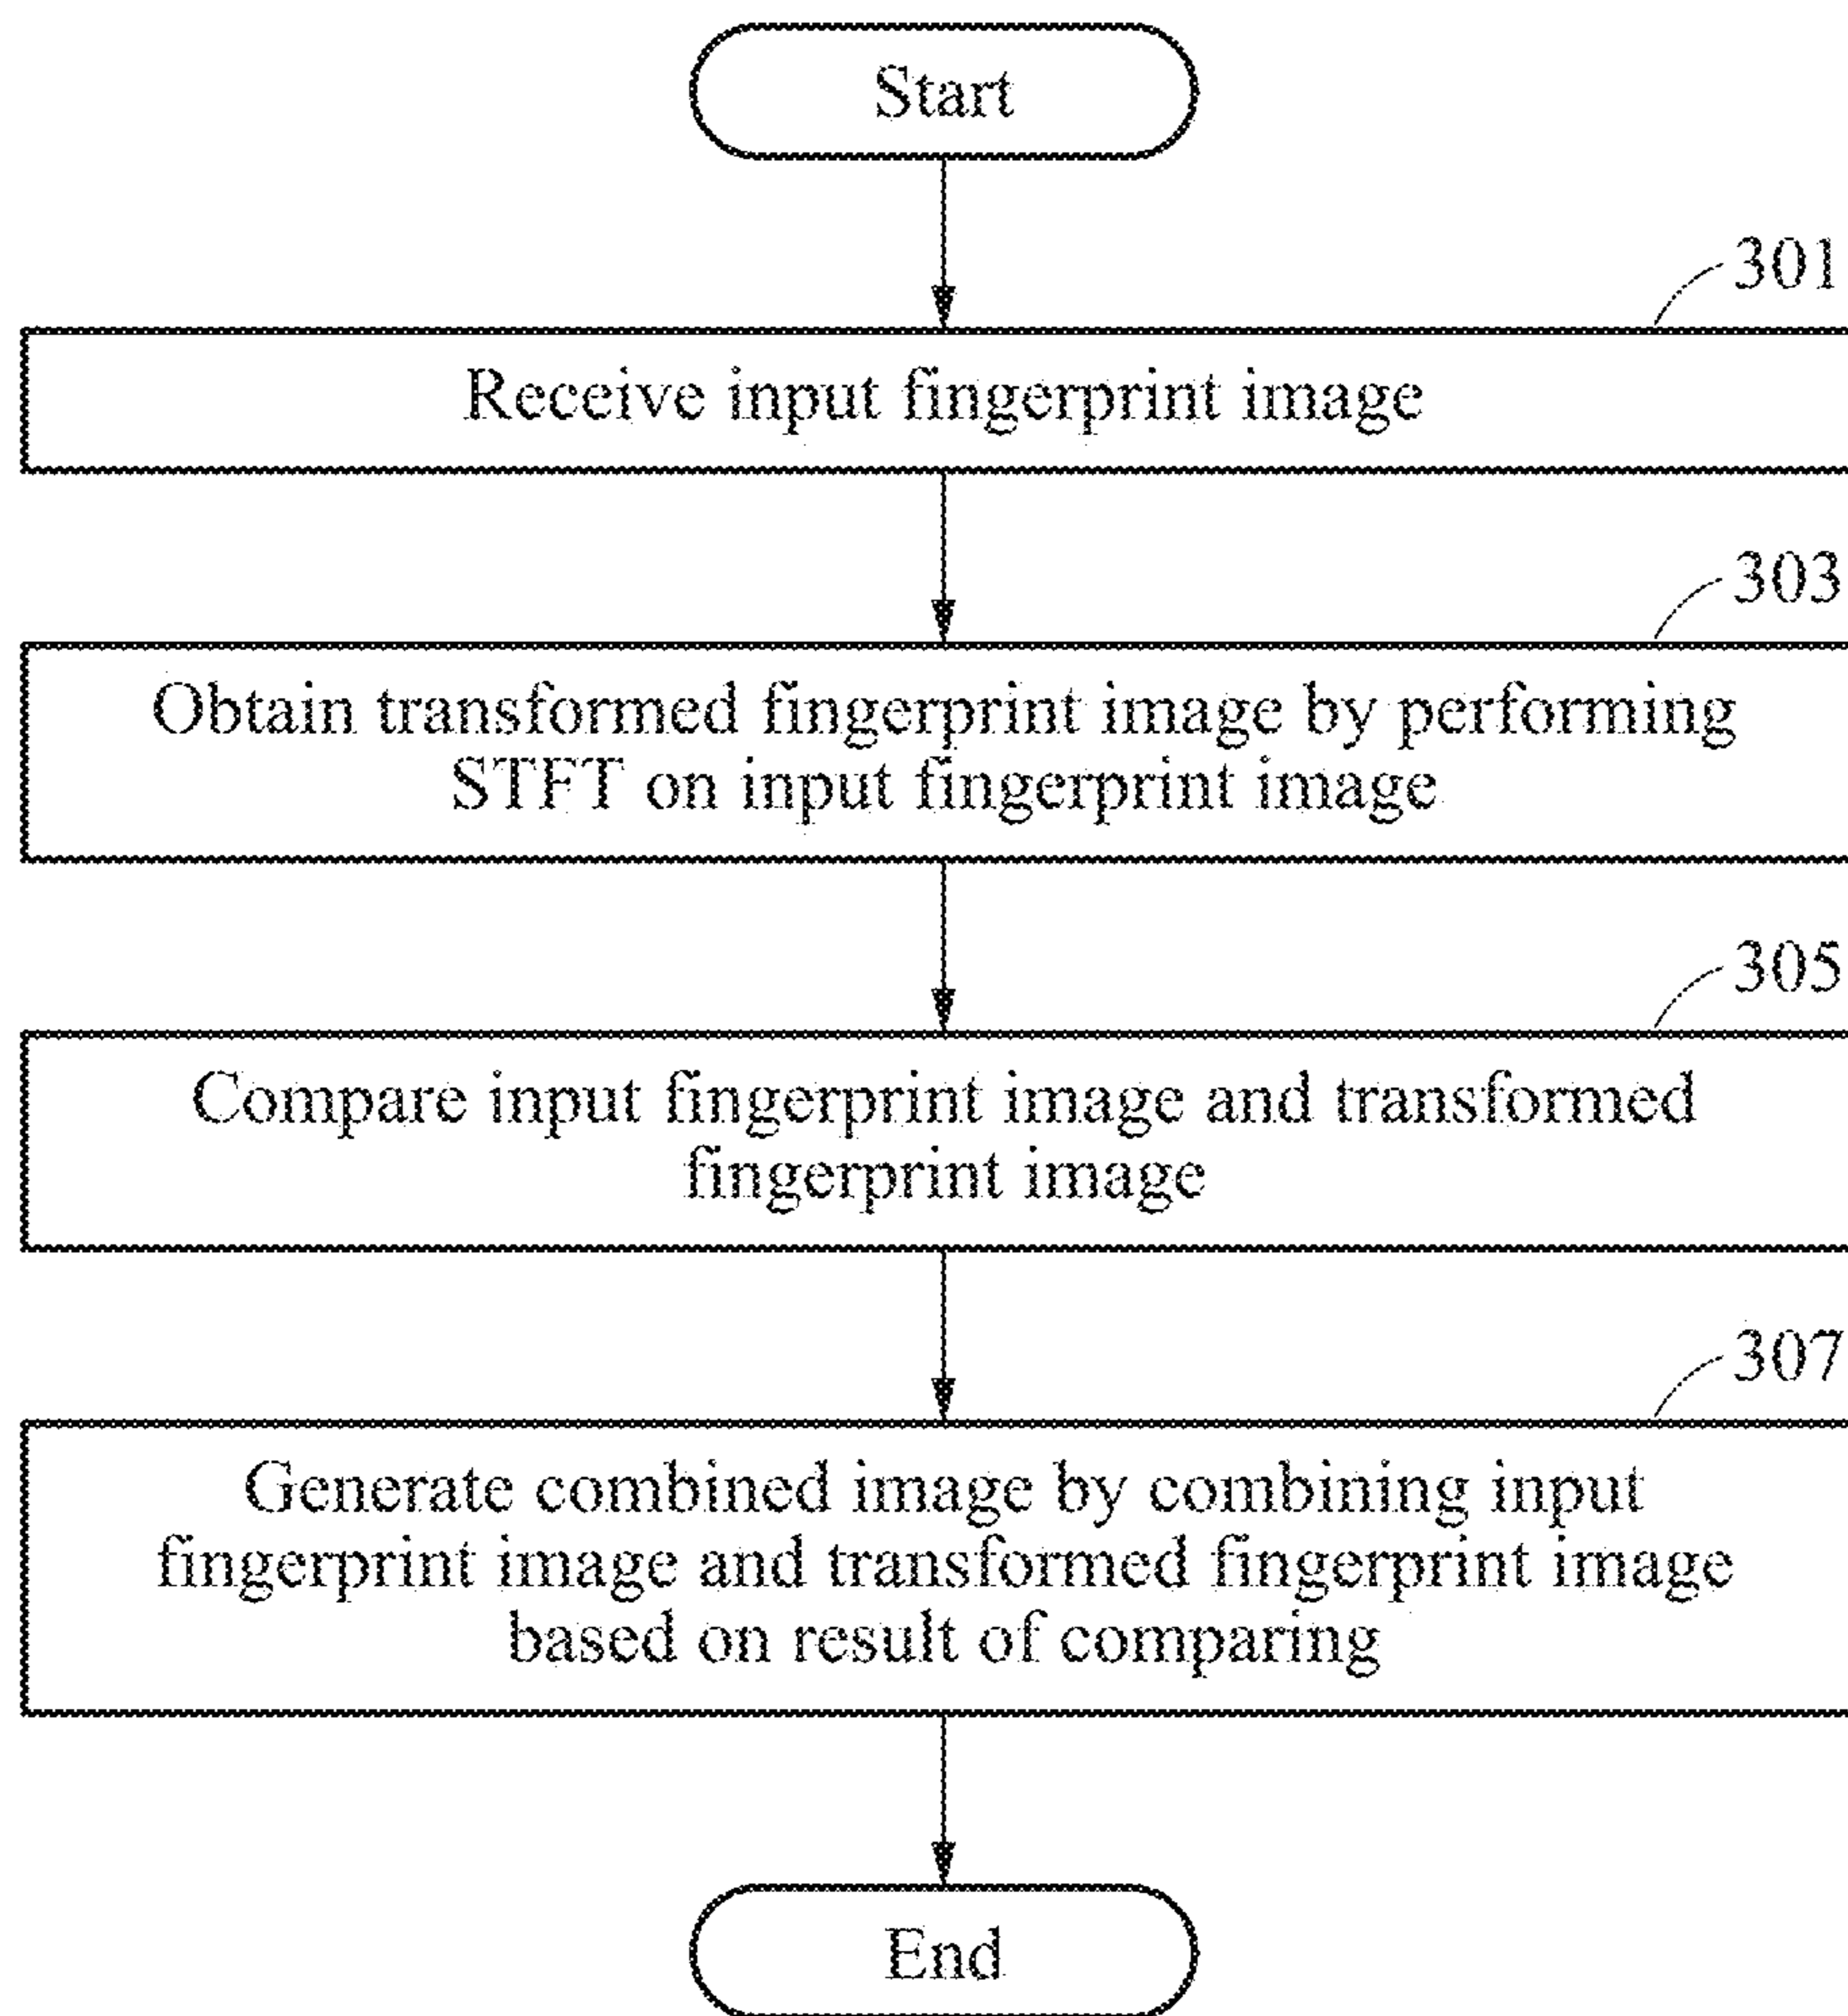 Start
301
Receive input fingerprint image
303
Obtain transformed fingerprint image by performing
STFT on input fingerprint image
305
Compare input fingerprint image and transformed
fingerprint image
307
Generate combined image by combining input
fingerprint image and transformed fingerprint image
based on result of comparing
End